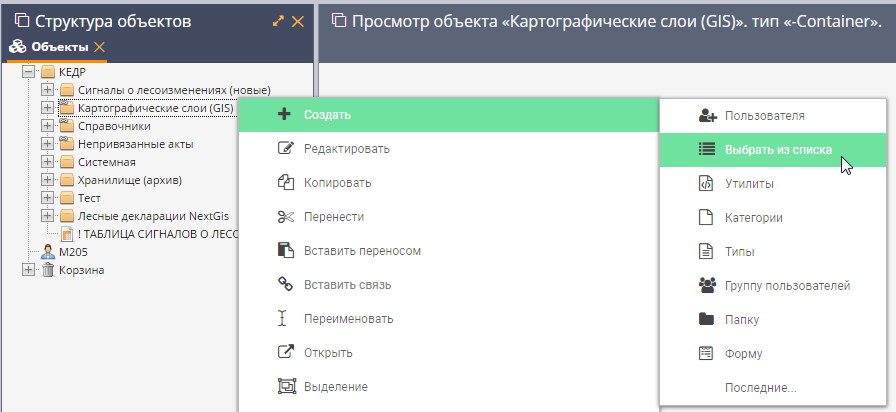 Структура объектов
Объекты
КЕДР
Сигналы о лесоизменениях (новые)
Картографические слои (GIS)
Справочники
Непривязанные акты
Системная
Хранилище (архив)
Тест
Лесные декларации NextGis
! ТАБЛИЦА СИГНАЛОВ О ЛЕСО
М205
Корзина
Просмотр объекта «Картографические слои (GIS)». тип «-Container».
Создать
Редактировать
Копировать
Перенести
Вставить переносом
Вставить связь
Переименовать
Открыть
Выделение
Пользователя
Выбрать из списка
Утилиты
Категории
Типы
Группу пользователей
Папку
Форму
Последние...